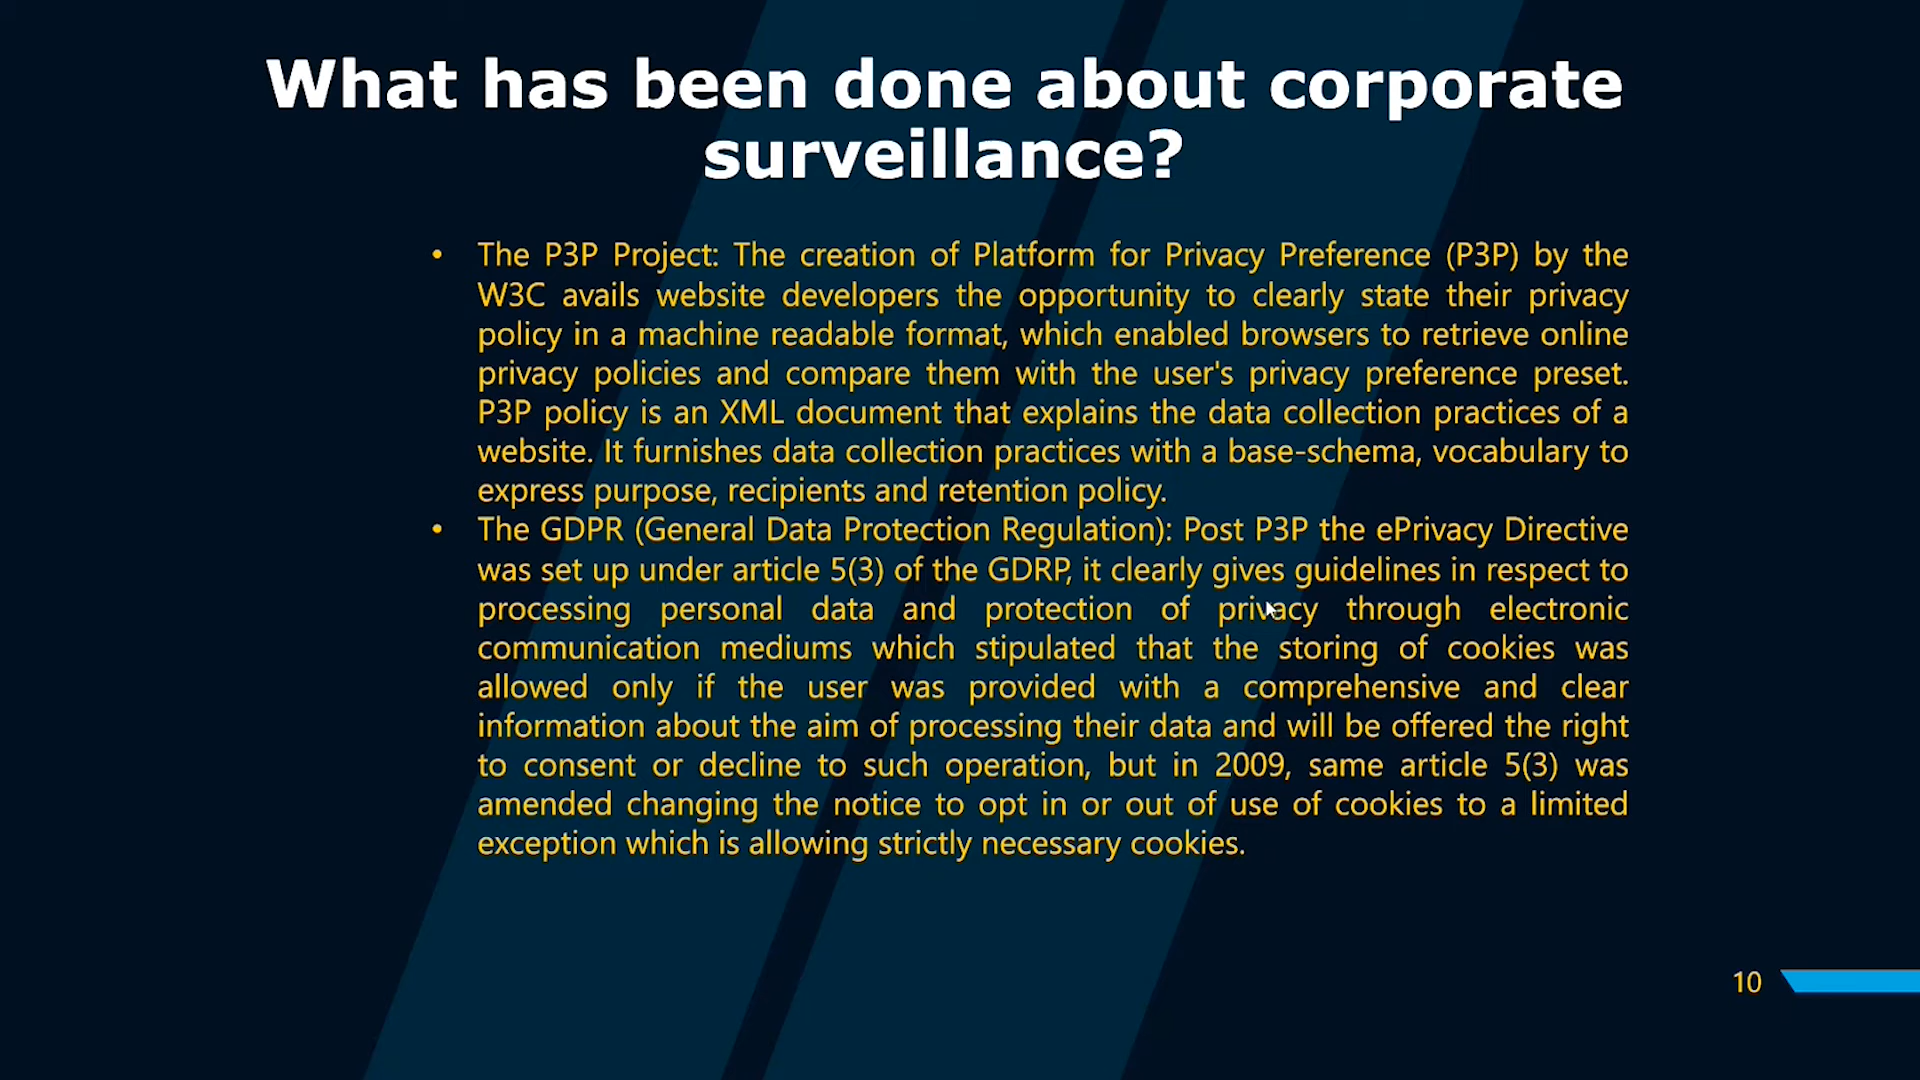 What has been done about corporate
surveillance?
• The P3P Project: The creation of Platform for Privacy Preference (P3P) by the
W3C avails website developers the opportunity to clearly state their privacy
policy in a machine readable format, which enabled browsers to retrieve online
privacy policies and compare them with the user's privacy preference preset.
P3P policy is an XML document that explains the data collection practices of a
website. It furnishes data collection practices with a base-schema, vocabulary to
express purpose, recipients and retention policy.
• The GDPR (General Data Protection Regulation): Post P3P the ePrivacy Directive
was set up under article 5(3) of the GDRP, it clearly gives guidelines in respect to
processing personal data and protection of privacy through electronic
communication mediums which stipulated that the storing of cookies was
allowed only if the user was provided with a comprehensive and clear
information about the aim of processing their data and will be offered the right
to consent or decline to such operation, but in 2009, same article 5(3) was
amended changing the notice to opt in or out of use of cookies to a limited
exception which is allowing strictly necessary cookies.
10